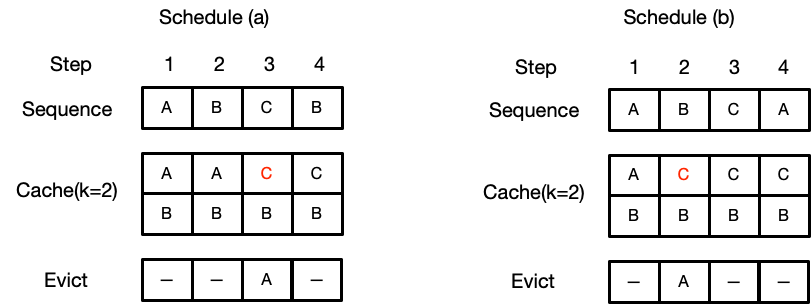 Schedule (a)
Step 1 2 3 4
Sequence A B C B
Cache(k=2)
A A C C
B B B B
Evict – – A –
Schedule (b)
Step 1 2 3 4
Sequence A B C A
Cache(k=2)
A C C C
B B B B
Evict – A – –